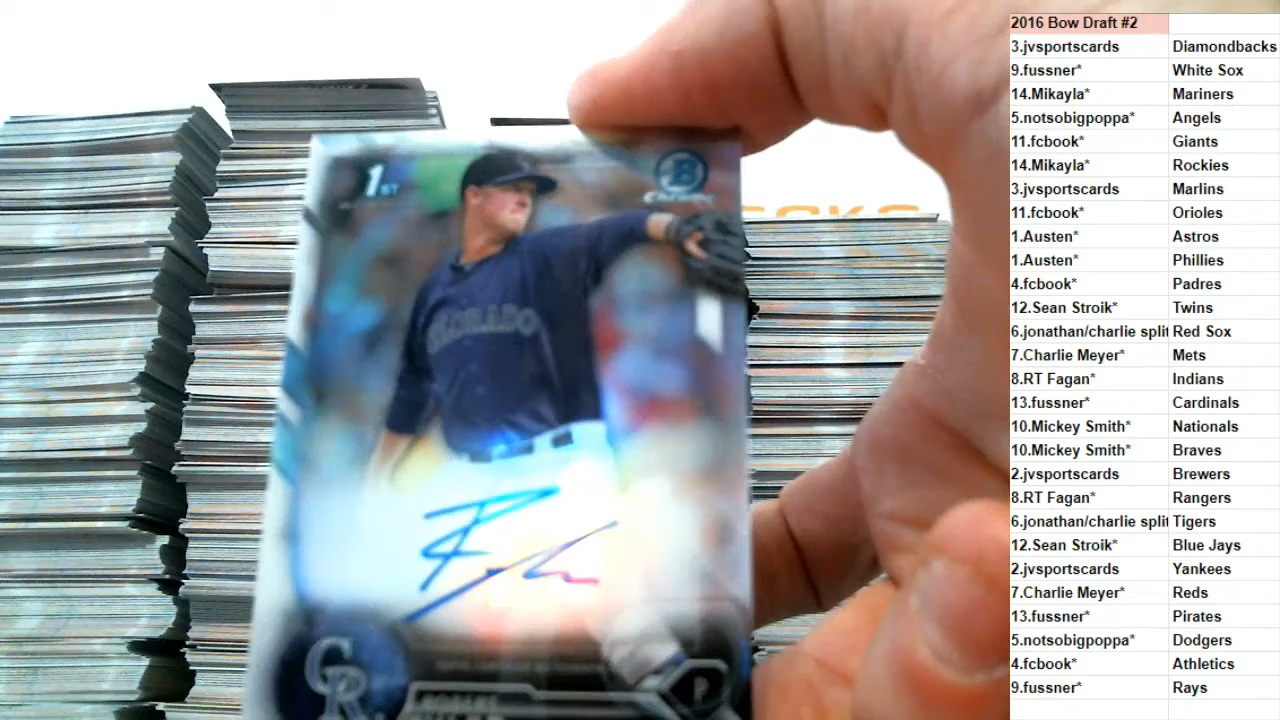 2016 Bow Draft #2
3.jvsportscards Diamondbacks
9.fussner* White Sox
14.Mikayla* Mariners
5.notsobigpoppa* Angels
11.fcbook* Giants
14.Mikayla* Rockies
3.jvsportscards Marlins
11.fcbook* Orioles
1.Austen* Astros
1.Austen* Phillies
4.fcbook* Padres
12.Sean Stroik* Twins
6.jonathan/charlie split Red Sox
7.Charlie Meyer* Mets
8.RT Fagan* Indians
13.fussner* Cardinals
10.Mickey Smith* Nationals
10.Mickey Smith* Braves
2.jvsportscards Brewers
8.RT Fagan* Rangers
6.jonathan/charlie split Tigers
12.Sean Stroik* Blue Jays
2.jvsportscards Yankees
7.Charlie Meyer* Reds
13.fussner* Pirates
5.notsobigpoppa* Dodgers
4.fcbook* Athletics
9.fussner* Rays
1ST
B
CHROME
COLORADO
CR
P